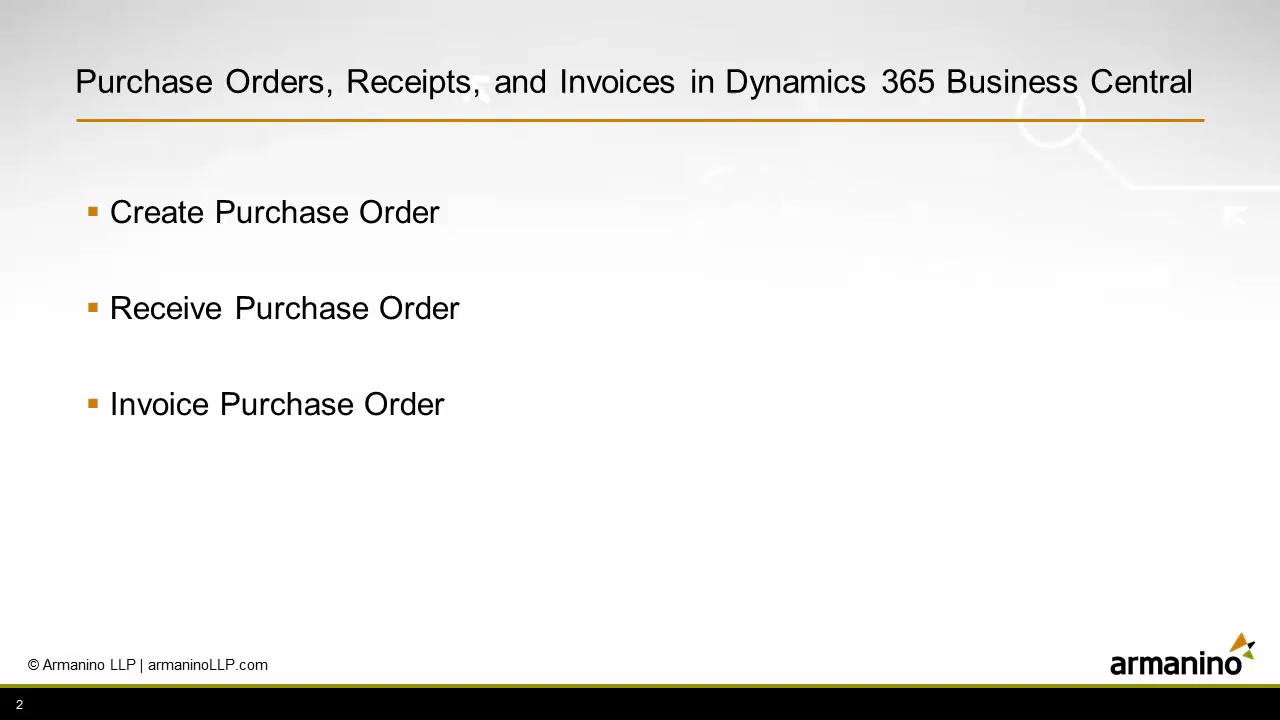 Purchase Orders, Receipts, and Invoices in Dynamics 365 Business Central
Create Purchase Order
Receive Purchase Order
Invoice Purchase Order
© Armanino LLP | armaninoLLP.com
armanino
2